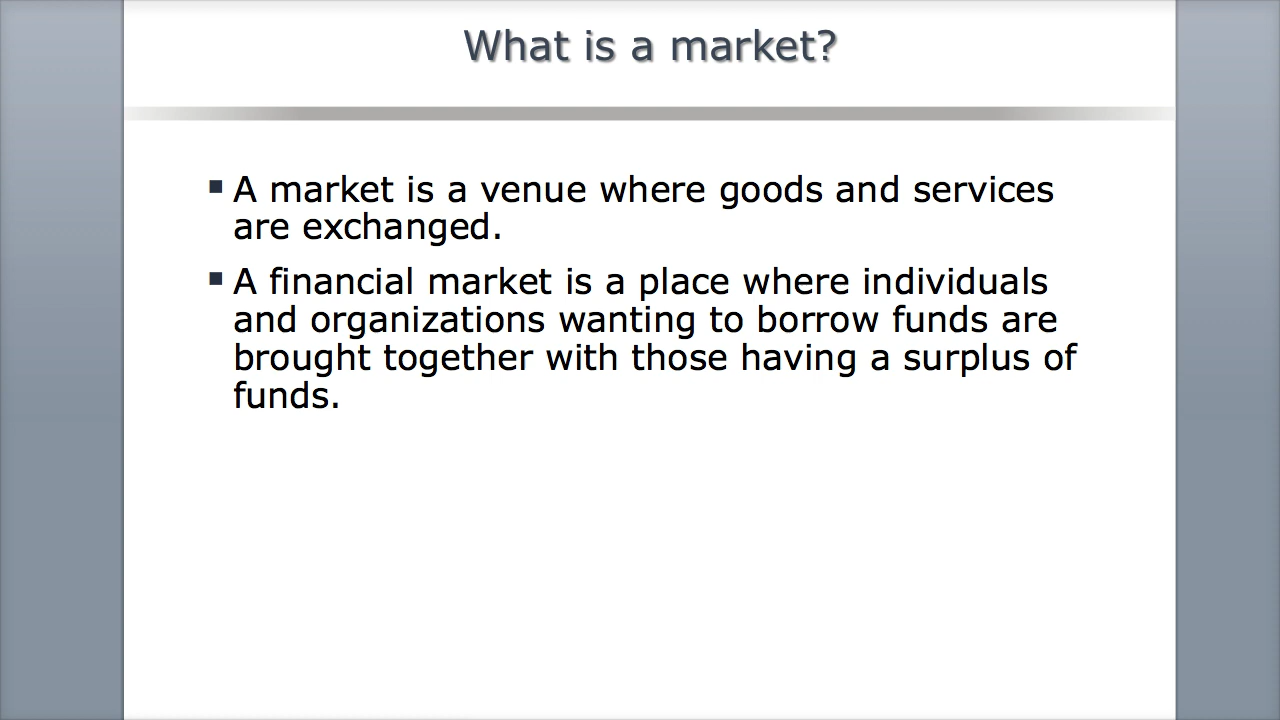 What is a market?
▪ A market is a venue where goods and services
are exchanged.
▪ A financial market is a place where individuals
and organizations wanting to borrow funds are
brought together with those having a surplus of
funds.